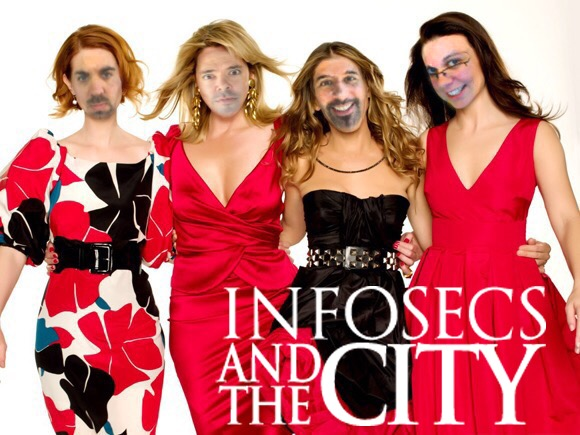 INFOSECS
AND THE CITY